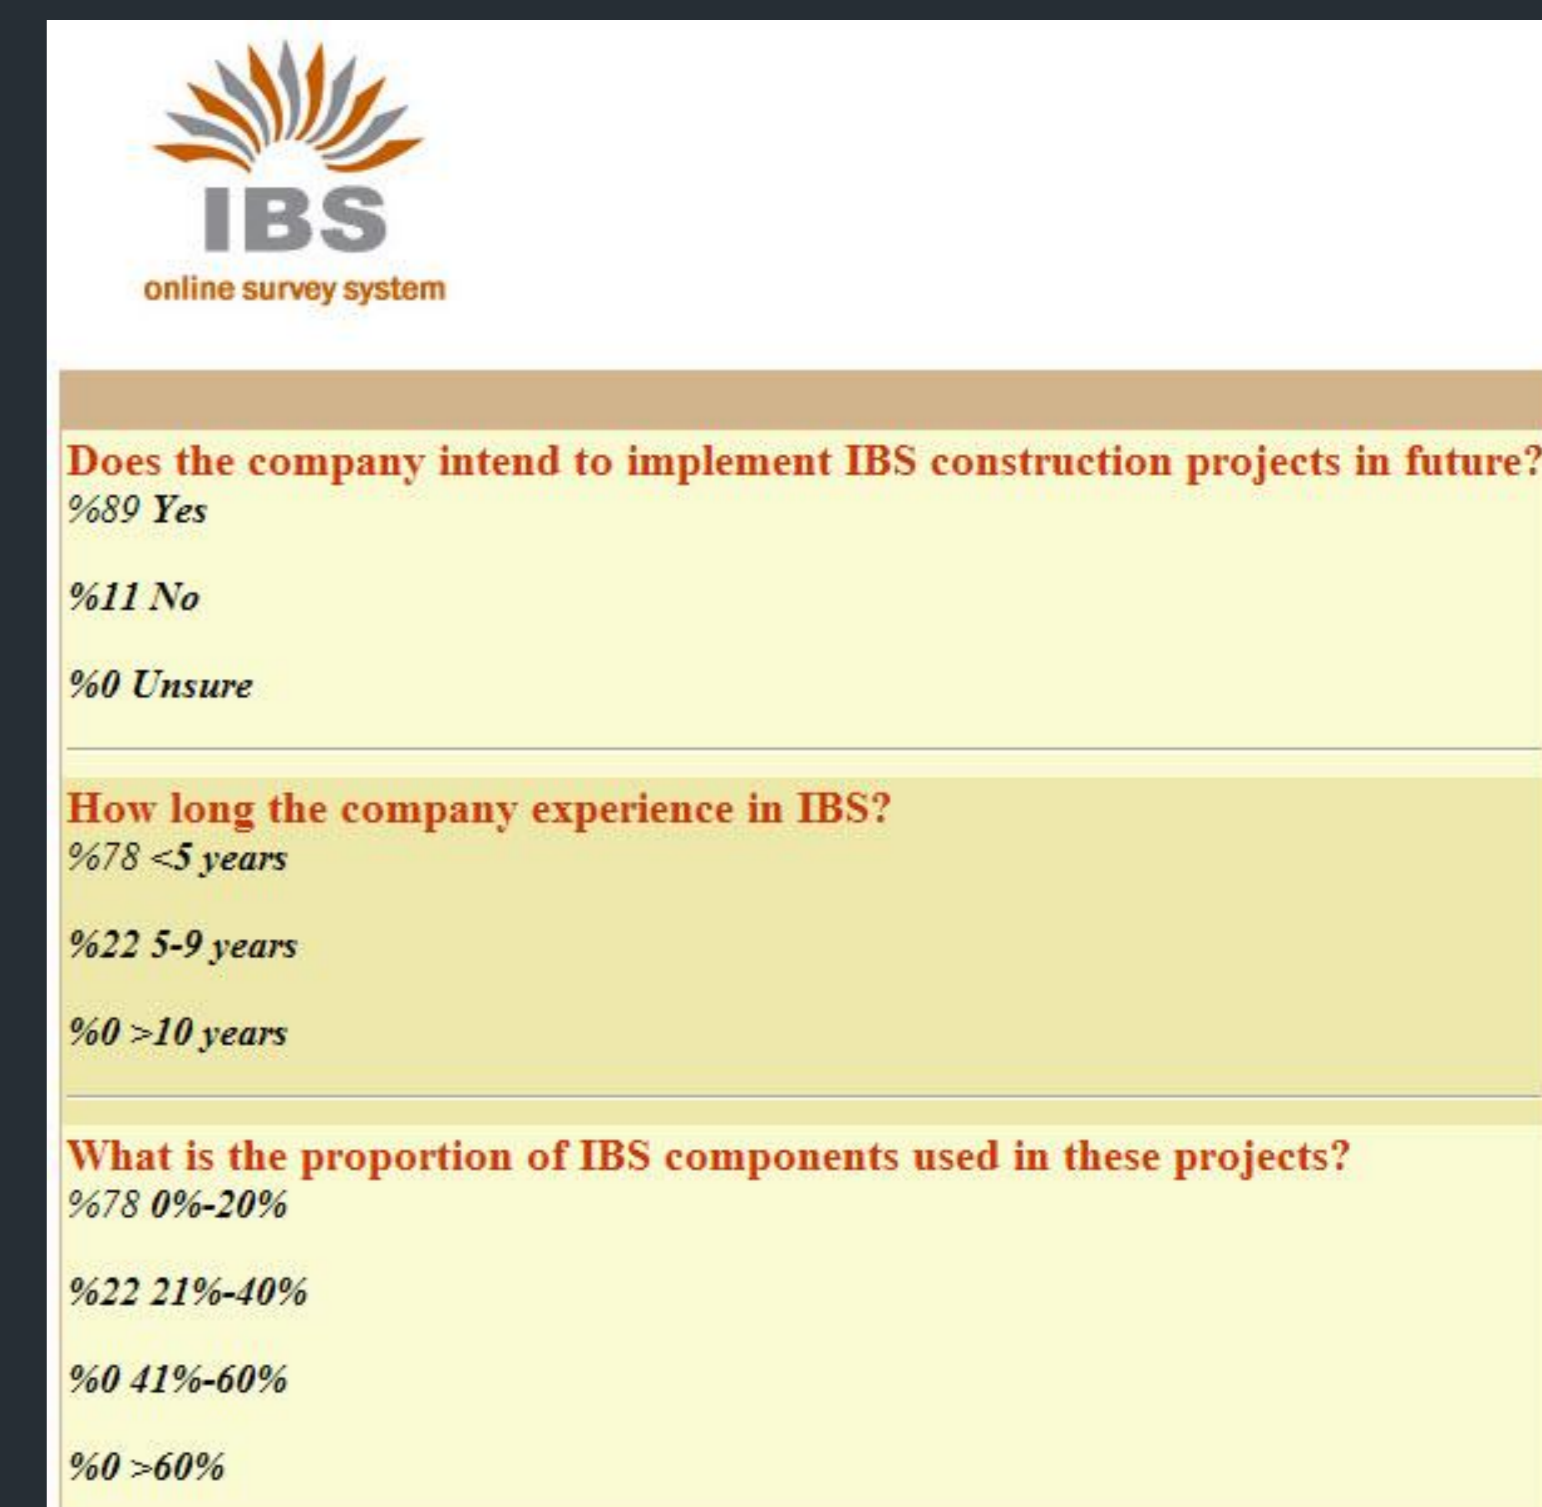 IBS
online survey system
Does the company intend to implement IBS construction projects in future?
%89 Yes
%11 No
%0 Unsure
How long the company experience in IBS?
%78 <5 years
%22 5-9 years
%0 >10 years
What is the proportion of IBS components used in these projects?
%78 0%-20%
%22 21%-40%
%0 41%-60%
%0 >60%